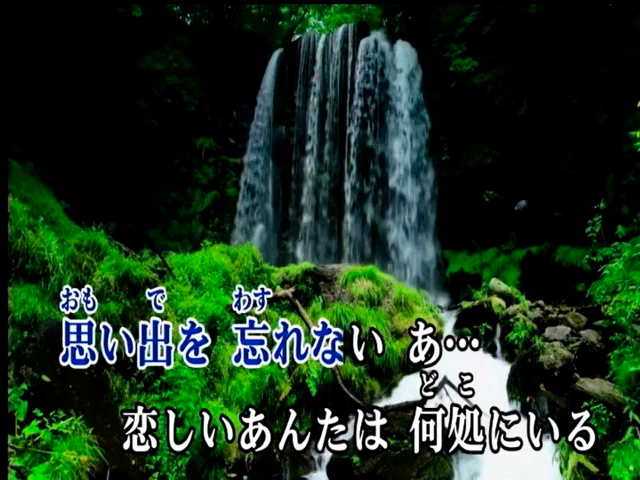 おも で わす
思い出を 忘れない あ…
ど こ
恋しいあんたは 何処にいる